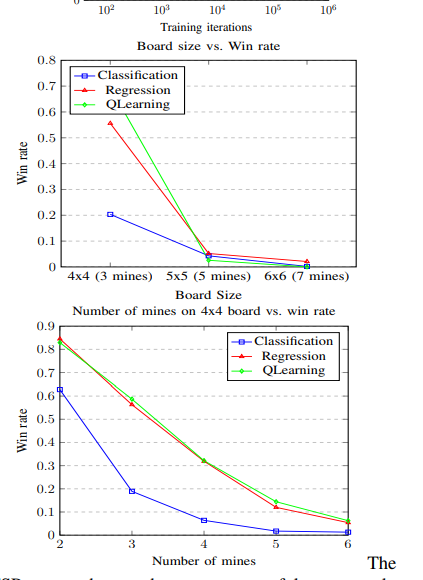 0
10² 10³ 10⁴ 10⁵ 10⁶
Training iterations
Board size vs. Win rate
0.8
0.7
0.6
0.5
0.4
0.3
0.2
0.1
0
Win rate
Classification
Regression
QLearning
4x4 (3 mines) 5x5 (5 mines) 6x6 (7 mines)
Board Size
Number of mines on 4x4 board vs. win rate
0.9
0.8
0.7
0.6
0.5
0.4
0.3
0.2
0.1
0
Win rate
Classification
Regression
QLearning
2 3 4 5 6
Number of mines
The